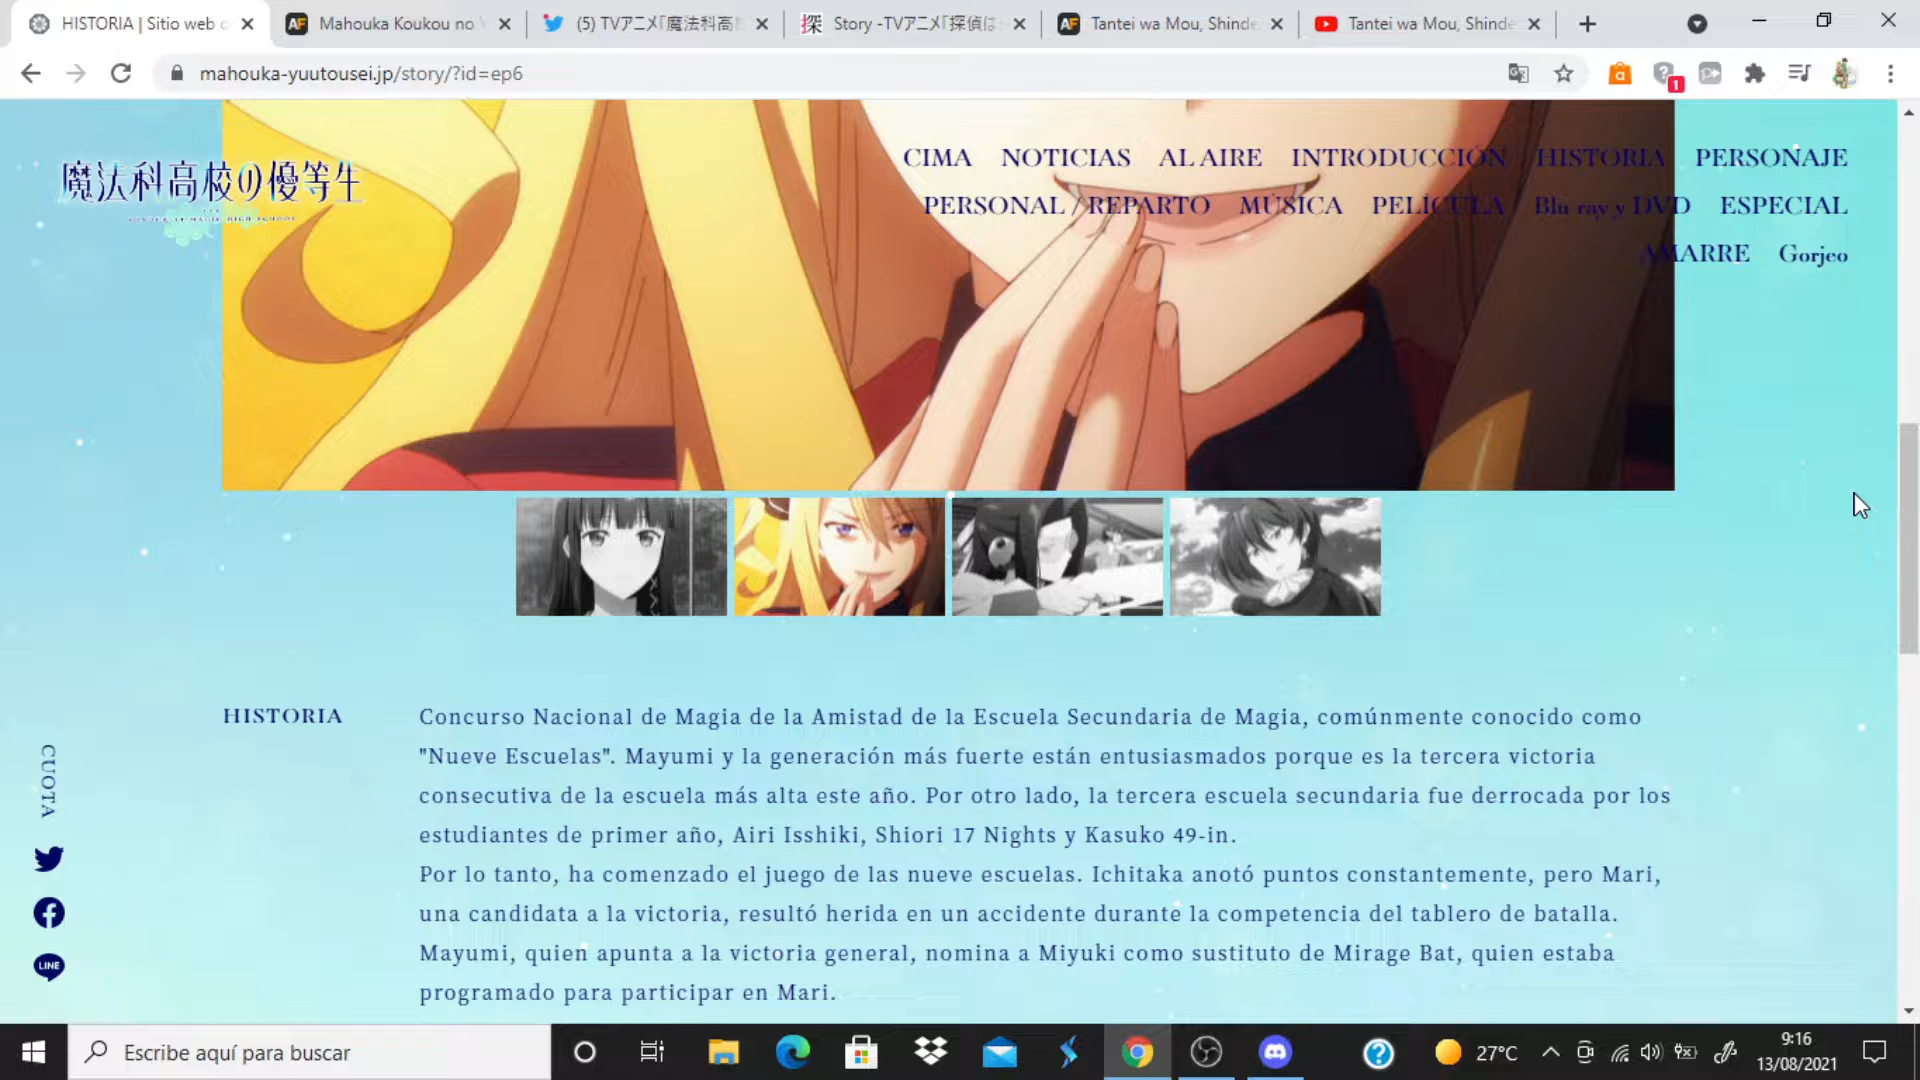 HISTORIA | Sitio web o
Mahouka Koukou no
(5) TVアニメ「魔法科高
Story -TVアニメ「探偵は
Tantei wa Mou, Shinde
Tantei wa Mou, Shinde
mahouka-yuutousei.jp/story/?id=ep6
1
魔法科高校の優等生
CIMA NOTICIAS AL AIRE INTRODUCCIÓN HISTORIA PERSONAJE
PERSONAL / REPARTO MÚSICA PELÍCULA Blu-ray y DVD ESPECIAL
AMARRE Gorjeo
HISTORIA
Concurso Nacional de Magia de la Amistad de la Escuela Secundaria de Magia, comúnmente conocido como
"Nueve Escuelas". Mayumi y la generación más fuerte están entusiasmados porque es la tercera victoria
consecutiva de la escuela más alta este año. Por otro lado, la tercera escuela secundaria fue derrocada por los
estudiantes de primer año, Airi Isshiki, Shiori 17 Nights y Kasuko 49-in.
Por lo tanto, ha comenzado el juego de las nueve escuelas. Ichitaka anotó puntos constantemente, pero Mari,
una candidata a la victoria, resultó herida en un accidente durante la competencia del tablero de batalla.
Mayumi, quien apunta a la victoria general, nomina a Miyuki como sustituto de Mirage Bat, quien estaba
programado para participar en Mari.
CUOTA
LINE
Escribe aquí para buscar
27°C
9:16
13/08/2021